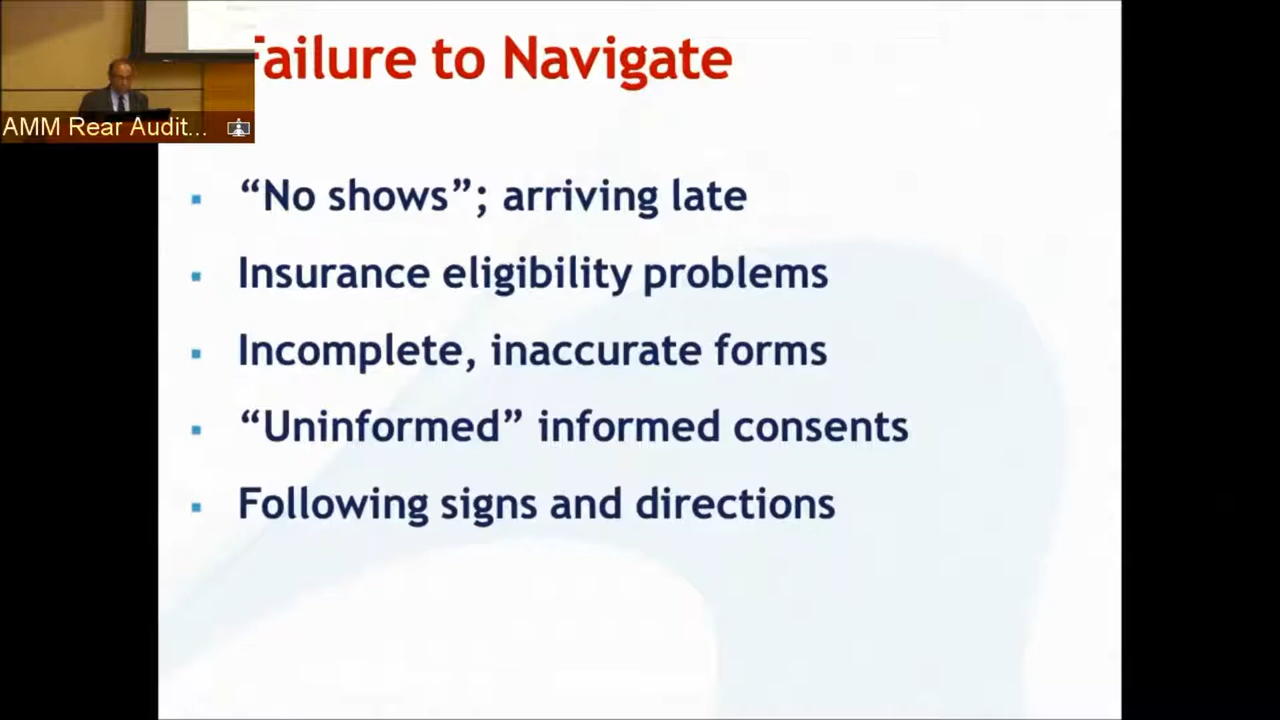 Failure to Navigate
AMM Rear Audit...
“No shows”; arriving late
Insurance eligibility problems
Incomplete, inaccurate forms
“Uninformed” informed consents
Following signs and directions